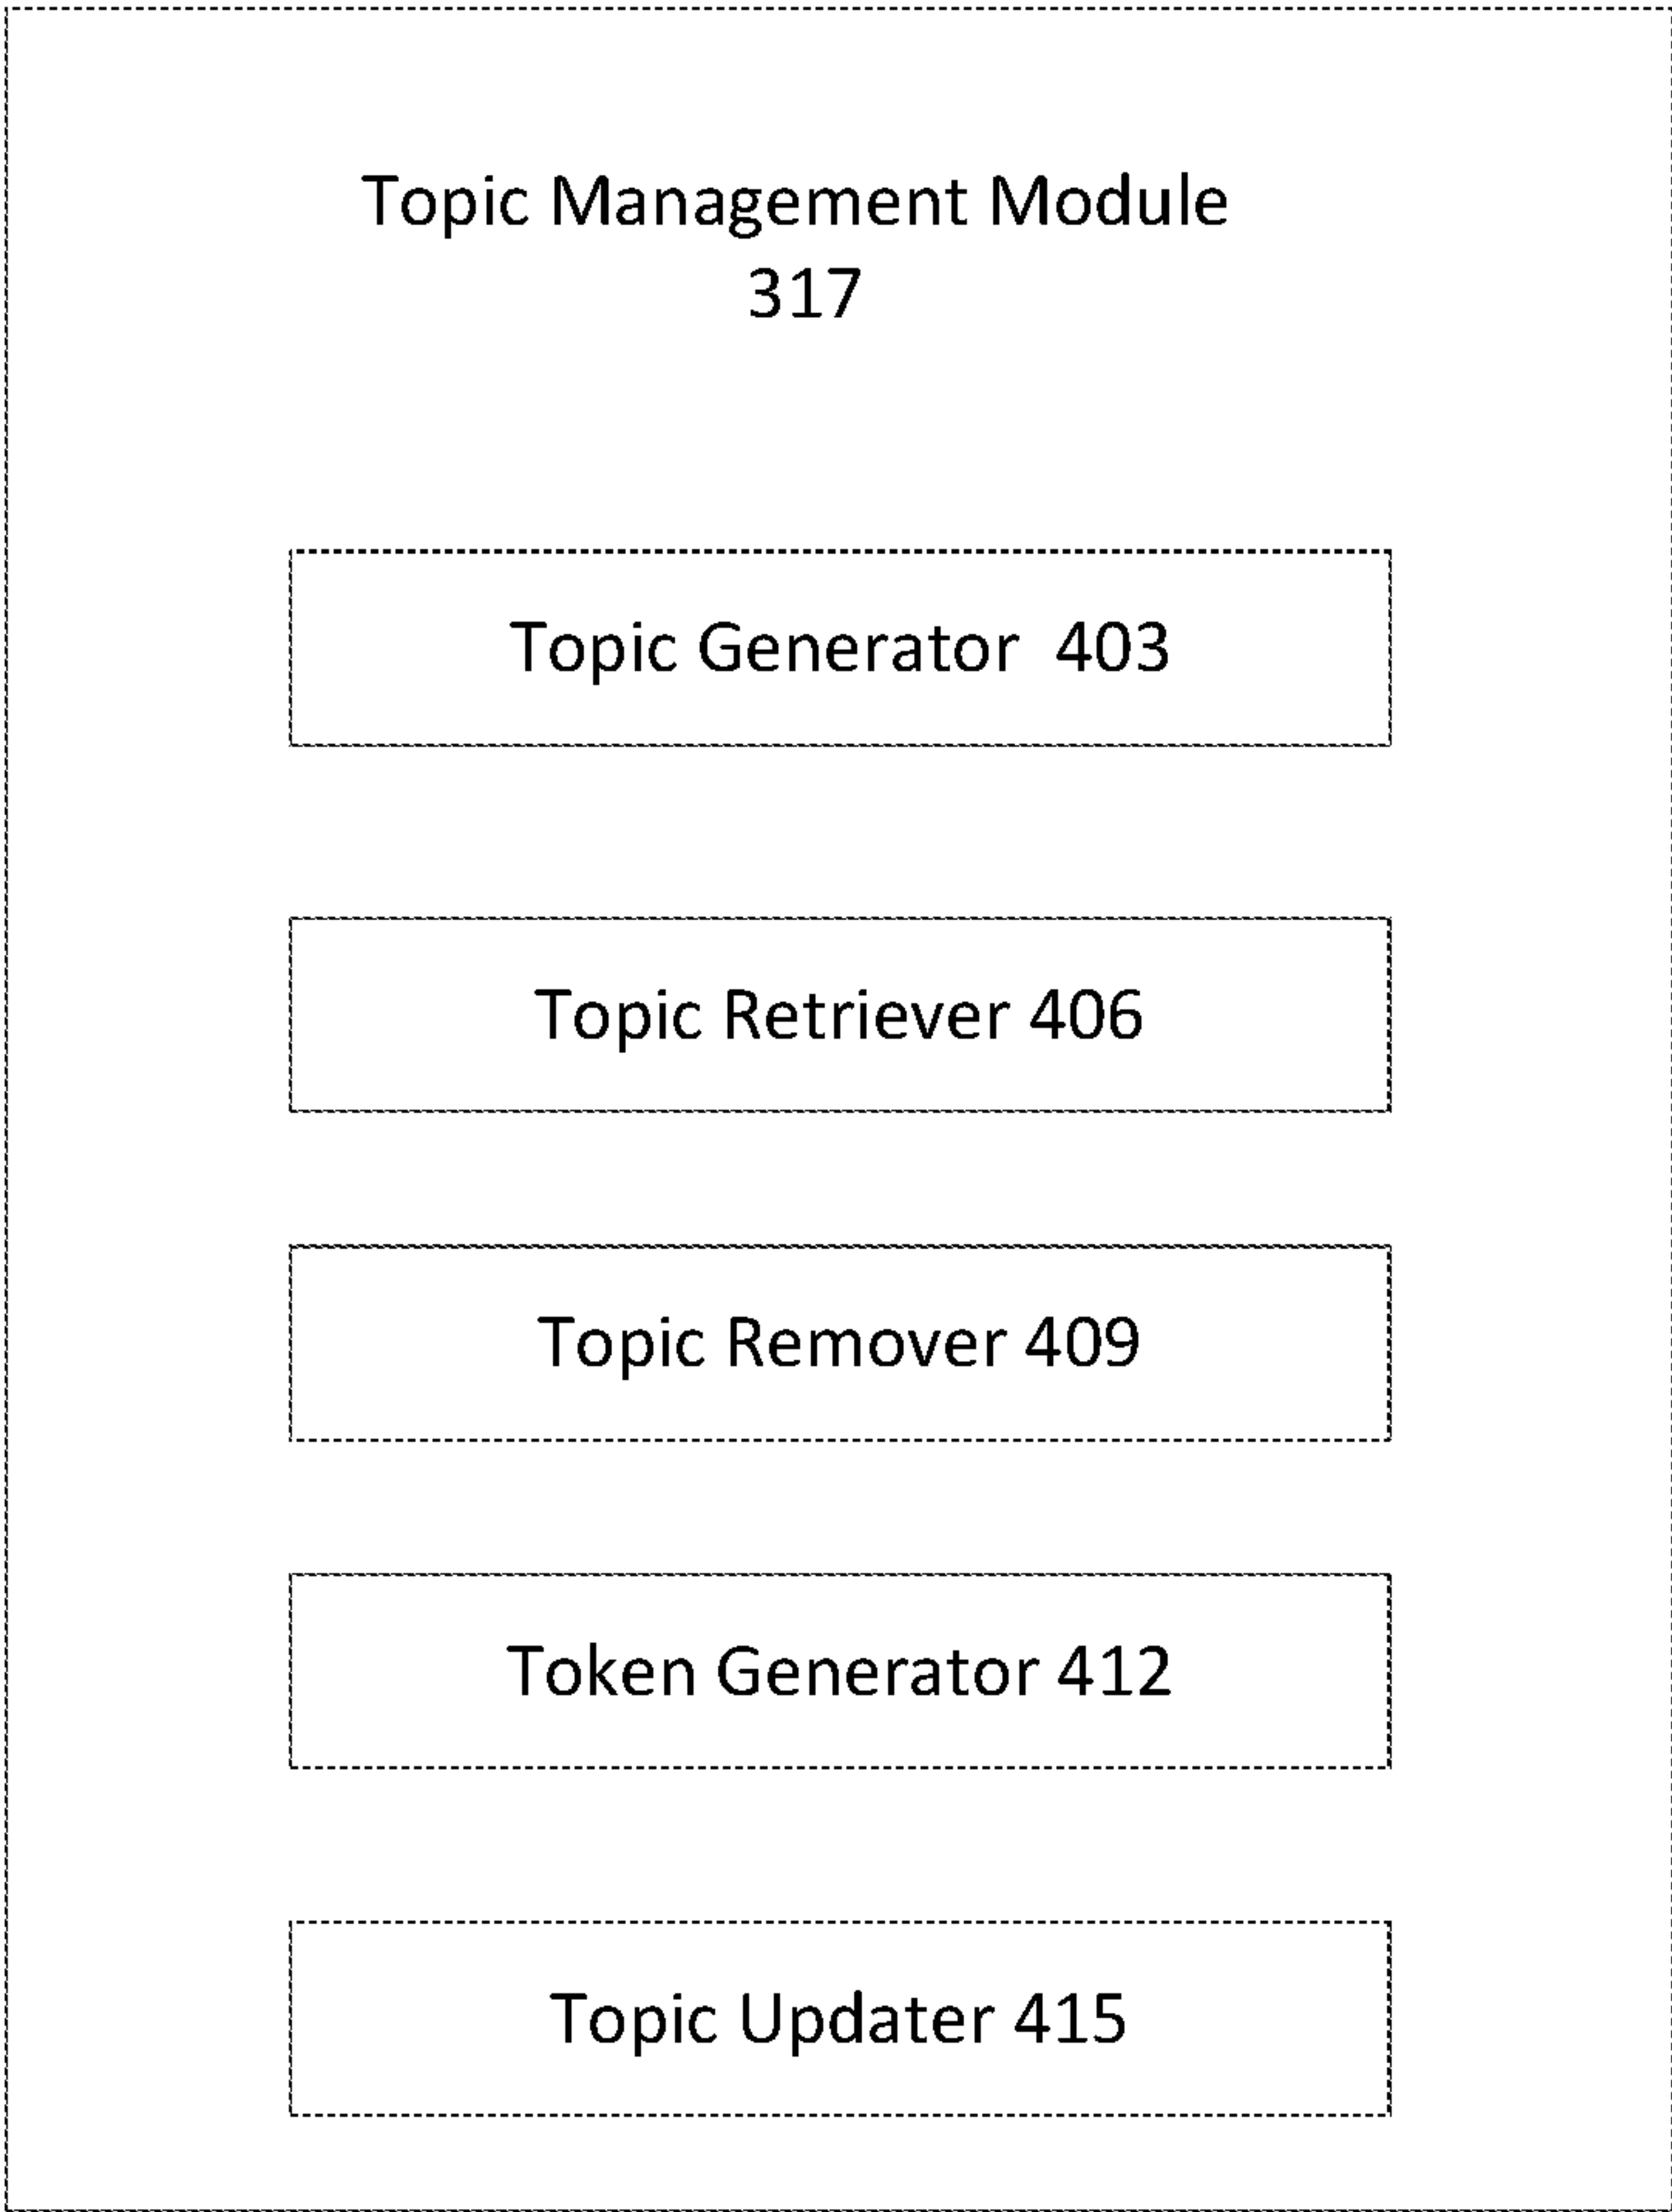 Topic Management Module
317
Topic Generator 403
Topic Retriever 406
Topic Remover 409
Token Generator 412
Topic Updater 415